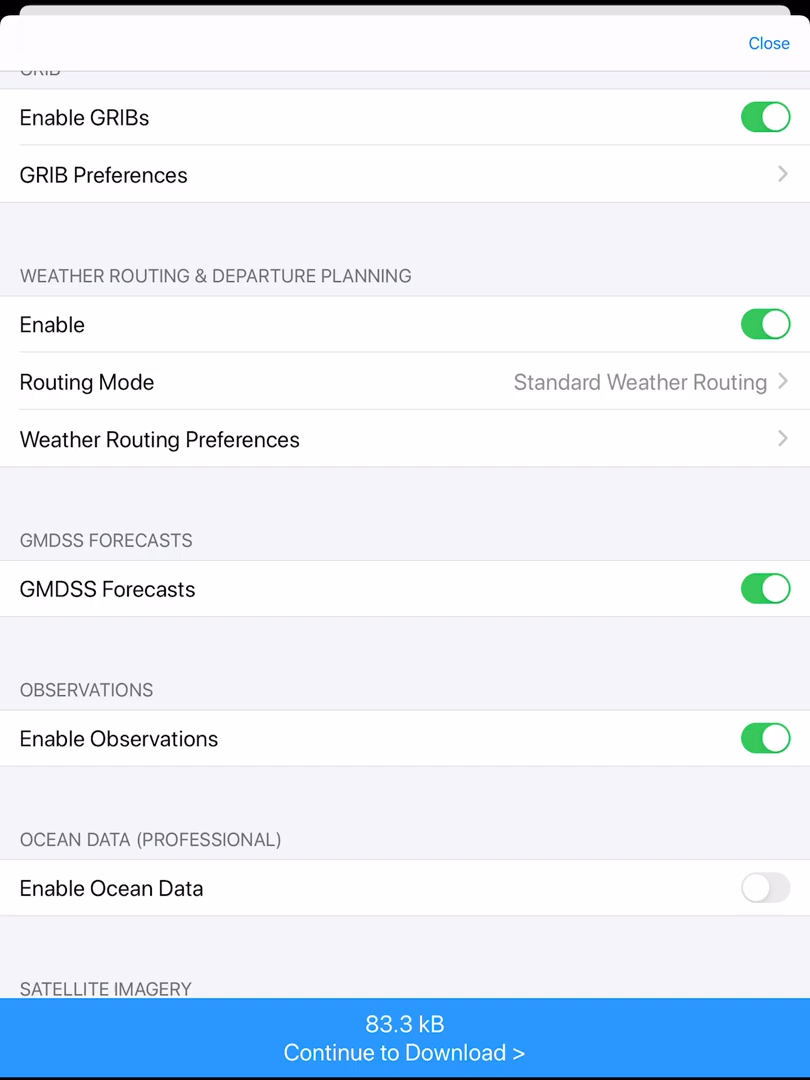 Close
GRIB
Enable GRIBs
GRIB Preferences
WEATHER ROUTING & DEPARTURE PLANNING
Enable
Routing Mode Standard Weather Routing
Weather Routing Preferences
GMDSS FORECASTS
GMDSS Forecasts
OBSERVATIONS
Enable Observations
OCEAN DATA (PROFESSIONAL)
Enable Ocean Data
SATELLITE IMAGERY
83.3 kB
Continue to Download >